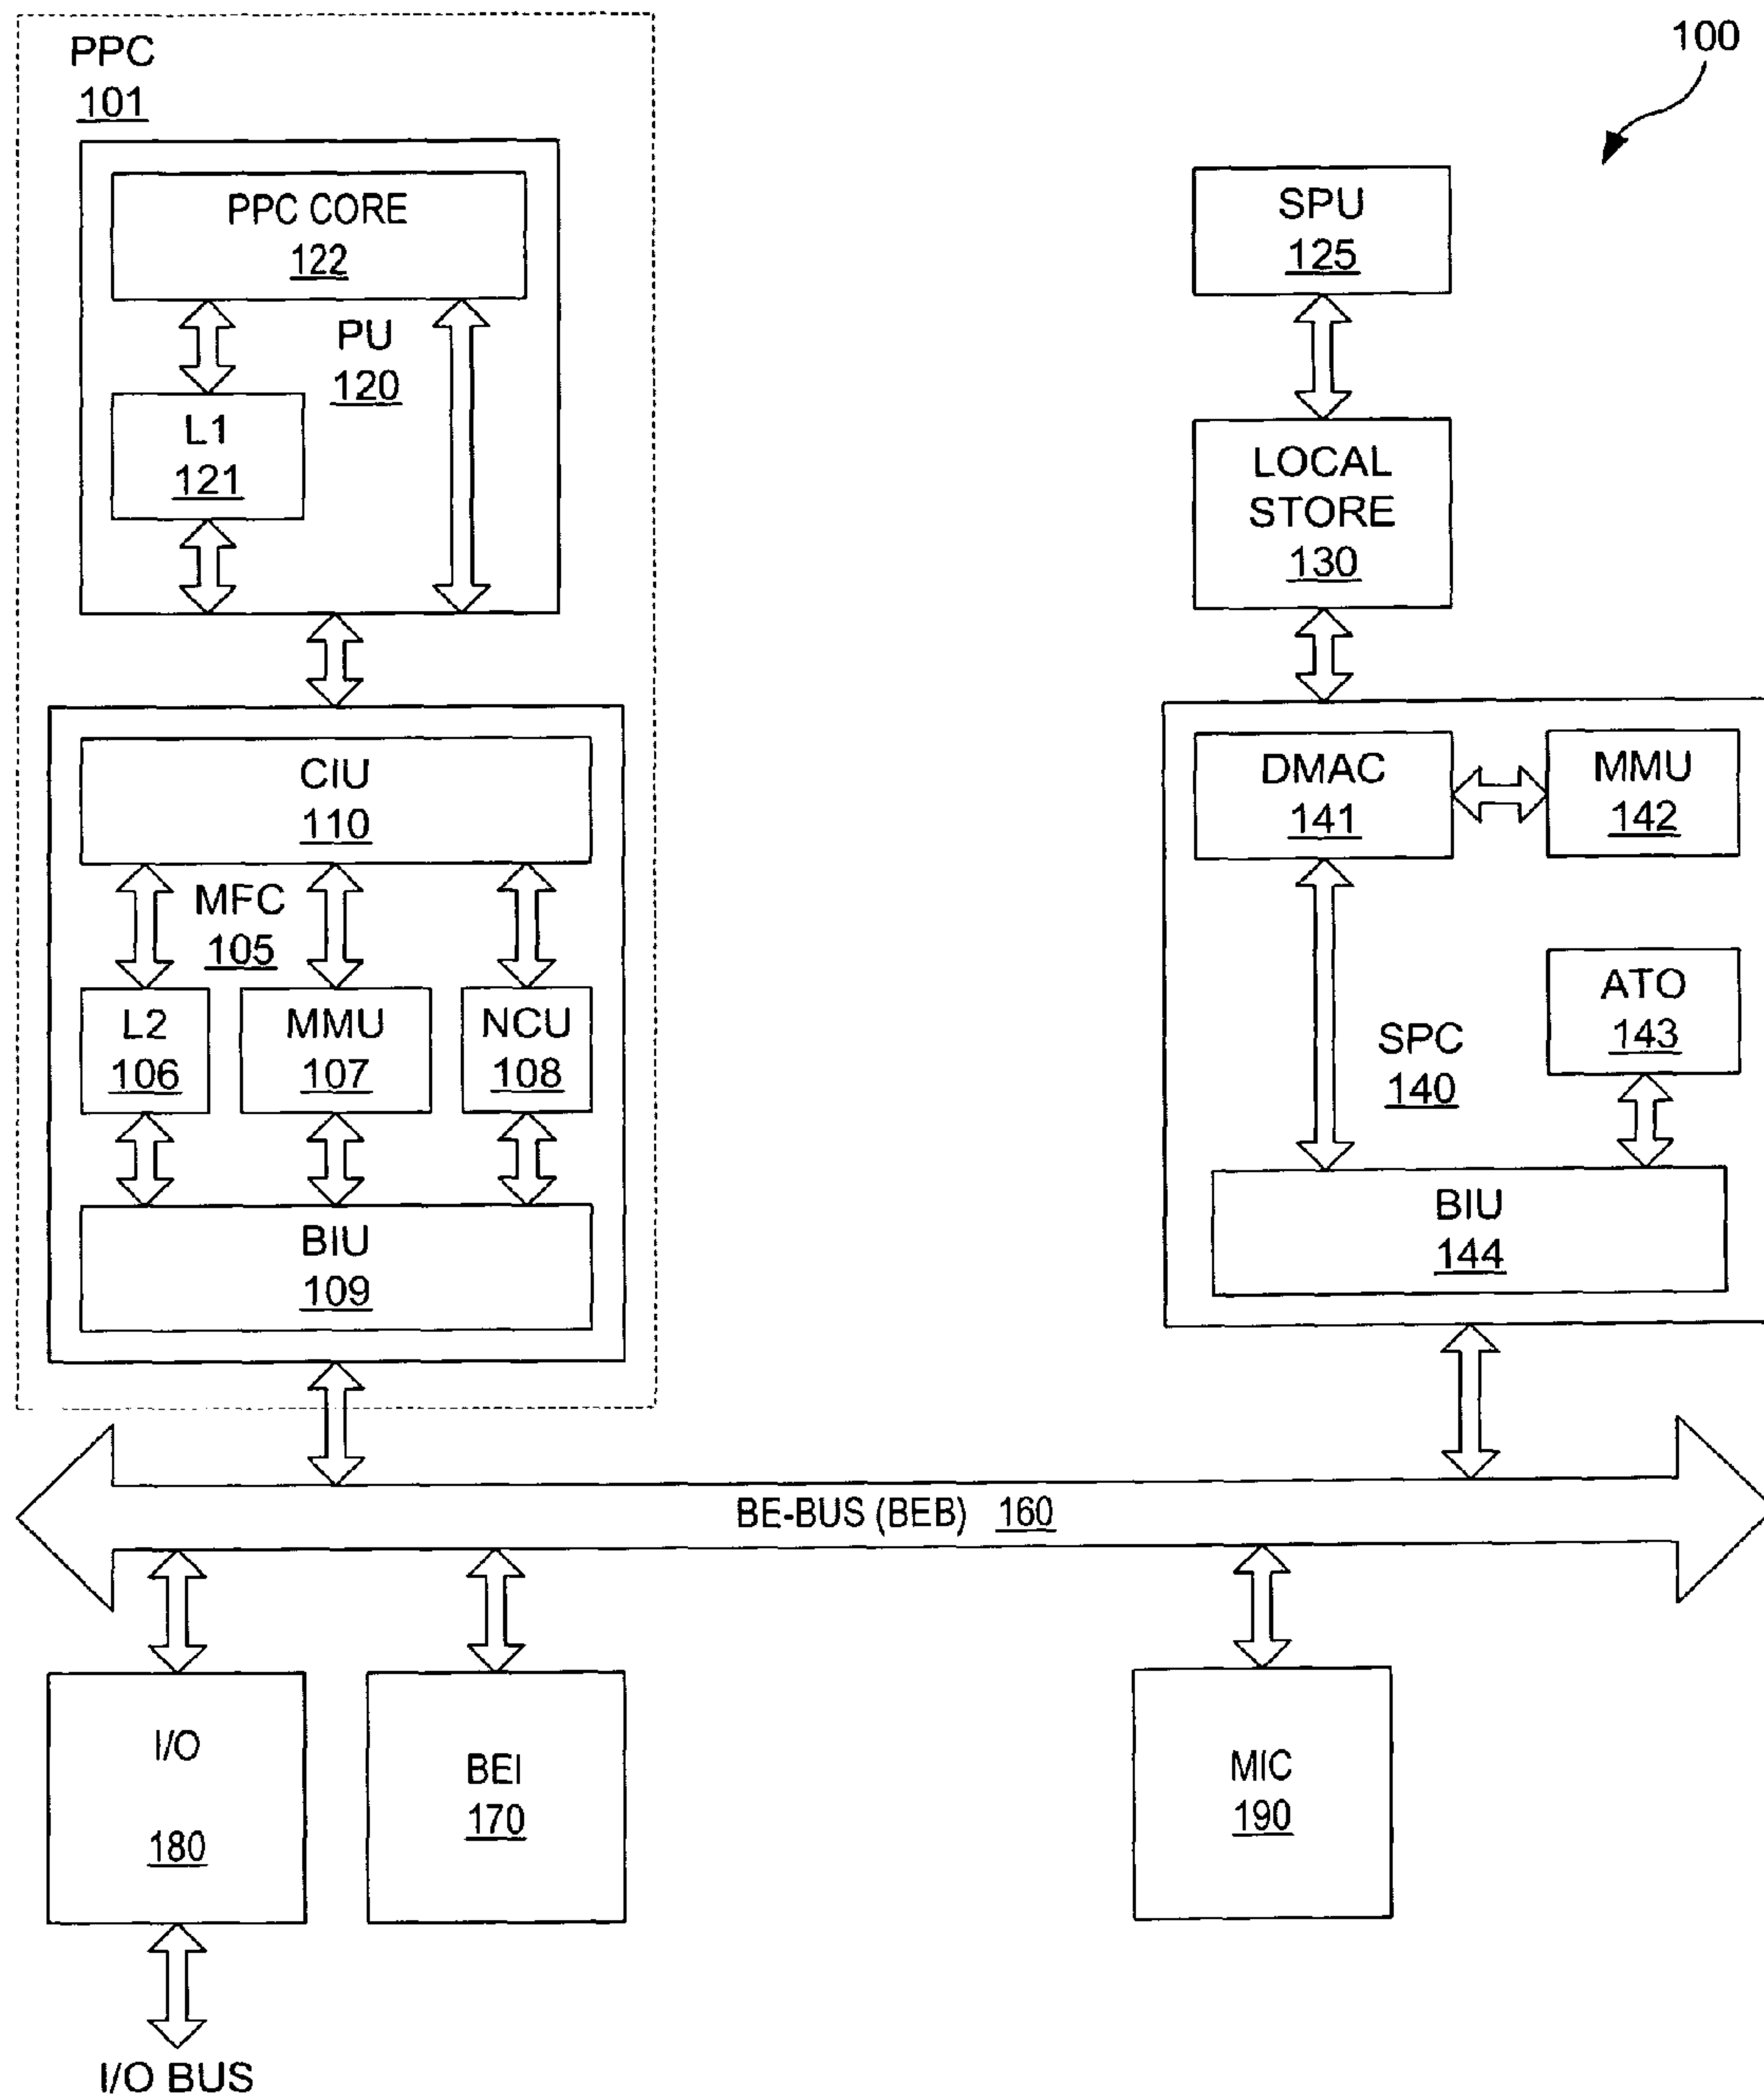 100
PPC
101
PPC CORE
122
PU
120
L1
121
CIU
110
MFC
105
L2
106
MMU
107
NCU
108
BIU
109
SPU
125
LOCAL
STORE
130
DMAC
141
MMU
142
ATO
143
SPC
140
BIU
144
BE-BUS (BEB) 160
I/O
180
BEI
170
MIC
190
I/O BUS